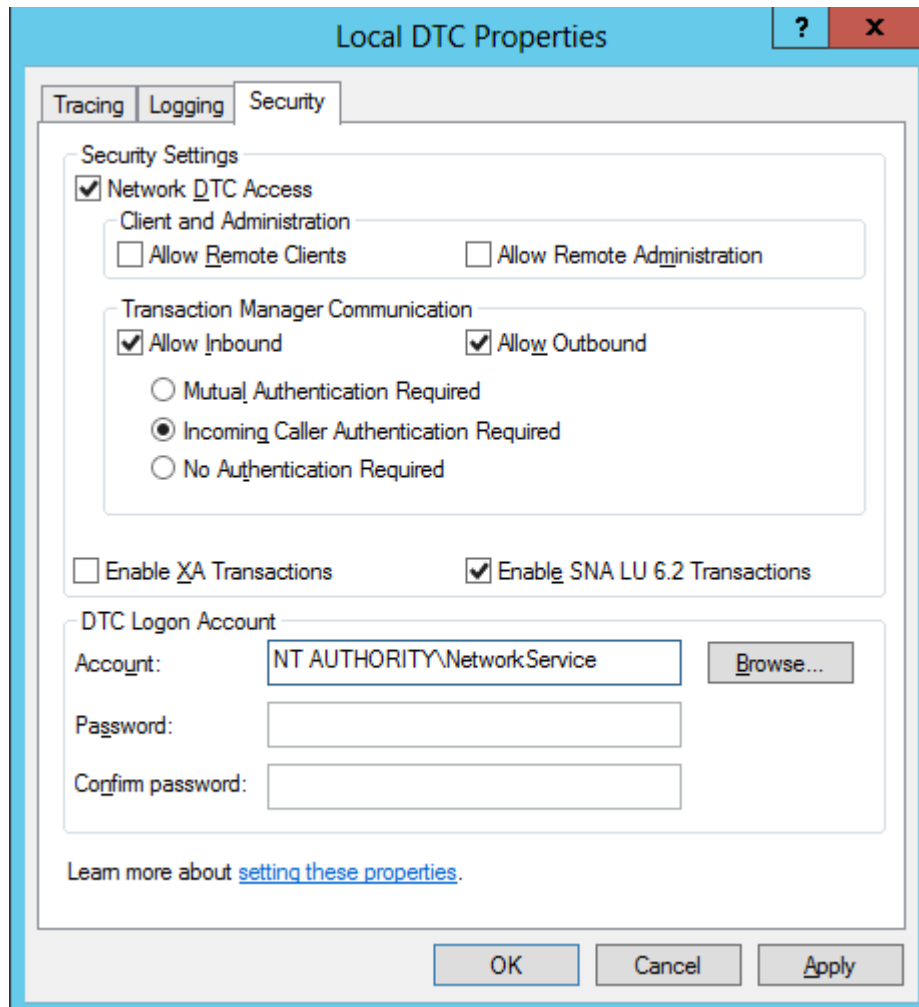 Local DTC Properties
? x
Tracing Logging Security
Security Settings
Network DTC Access
Client and Administration
Allow Remote Clients Allow Remote Administration
Transaction Manager Communication
Allow Inbound Allow Outbound
Mutual Authentication Required
Incoming Caller Authentication Required
No Authentication Required
Enable XA Transactions Enable SNA LU 6.2 Transactions
DTC Logon Account
Account: NT AUTHORITY\NetworkService Browse...
Password:
Confirm password:
Learn more about setting these properties.
OK Cancel Apply